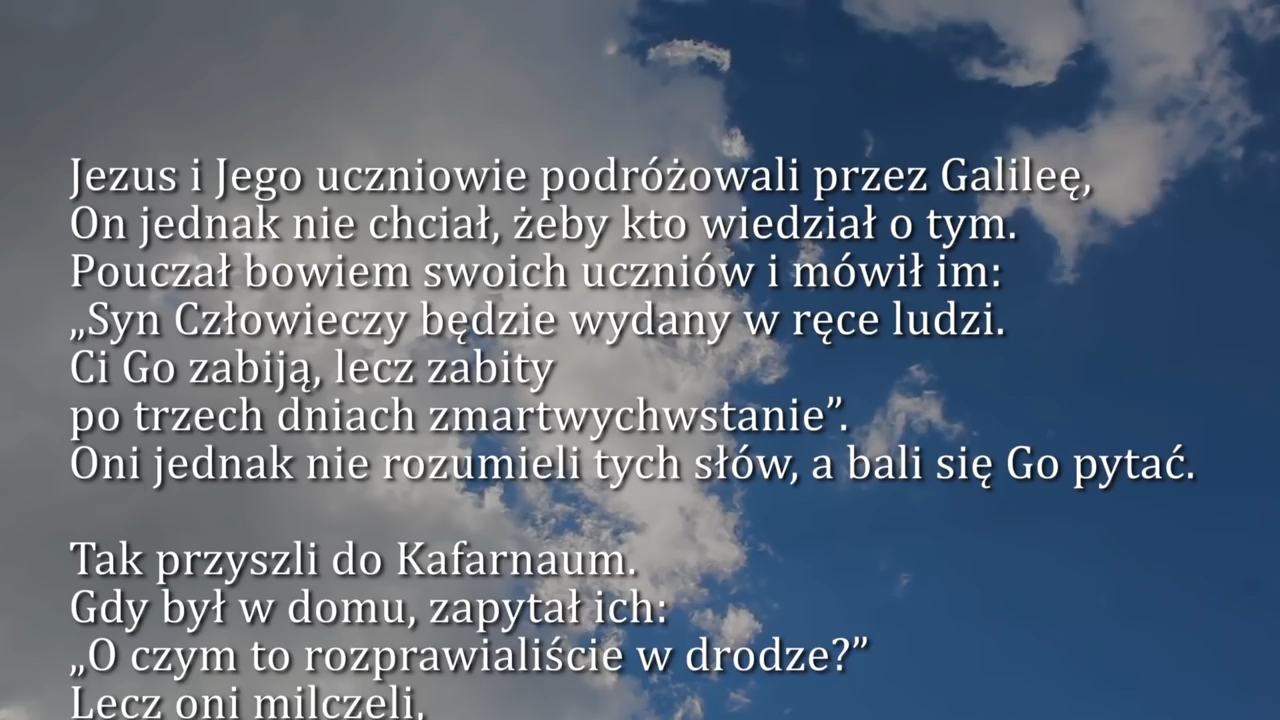 Jezus i Jego uczniowie podróżowali przez Galileę,
On jednak nie chciał, żeby kto wiedział o tym.
Pouczał bowiem swoich uczniów i mówił im:
„Syn Człowieczy będzie wydany w ręce ludzi.
Ci Go zabiją, lecz zabity
po trzech dniach zmartwychwstanie”.
Oni jednak nie rozumieli tych słów, a bali się Go pytać.
Tak przyszli do Kafarnaum.
Gdy był w domu, zapytał ich:
„O czym to rozprawialiście w drodze?”
Lecz oni milczeli,